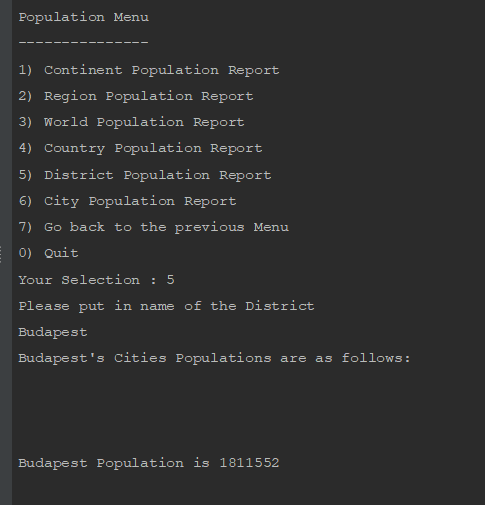 Population Menu
---------------
1) Continent Population Report
2) Region Population Report
3) World Population Report
4) Country Population Report
5) District Population Report
6) City Population Report
7) Go back to the previous Menu
0) Quit
Your Selection : 5
Please put in name of the District
Budapest
Budapest's Cities Populations are as follows:
Budapest Population is 1811552